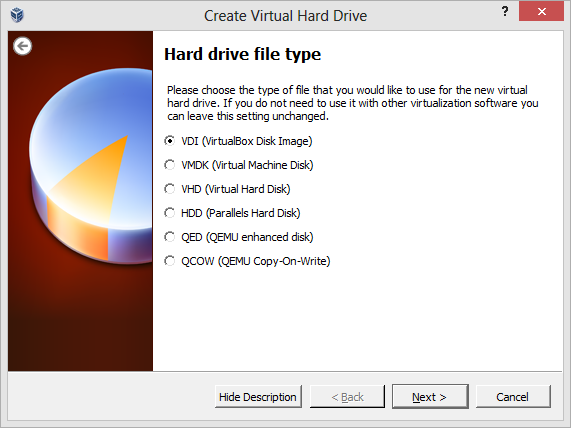 Create Virtual Hard Drive
?
Hard drive file type
Please choose the type of file that you would like to use for the new virtual
hard drive. If you do not need to use it with other virtualization software you
can leave this setting unchanged.
VDI (VirtualBox Disk Image)
VMDK (Virtual Machine Disk)
VHD (Virtual Hard Disk)
HDD (Parallels Hard Disk)
QED (QEMU enhanced disk)
QCOW (QEMU Copy-On-Write)
Hide Description
< Back
Next >
Cancel